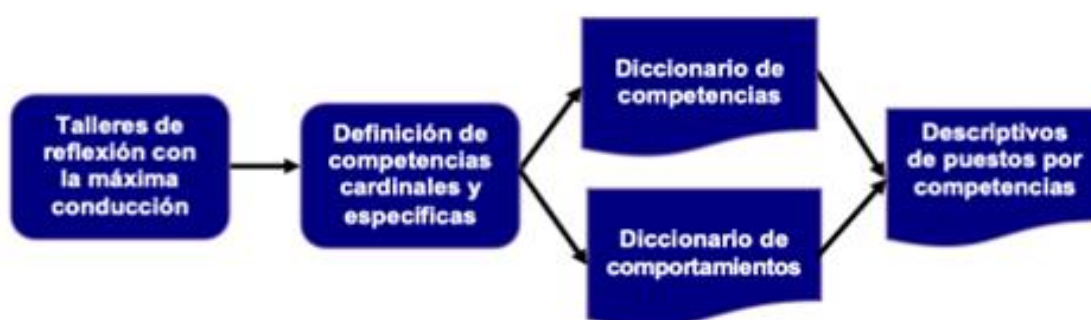 Talleres de
reflexión con
la máxima
conducción
Definición de
competencias
cardinales y
específicas
Diccionario de
competencias
Diccionario de
comportamientos
Descriptivos
de puestos por
competencias